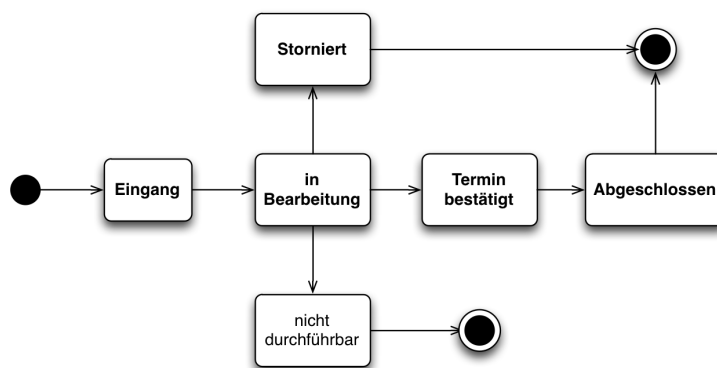 Storniert
Eingang
in
Bearbeitung
Termin
bestätigt
Abgeschlossen
nicht
durchführbar